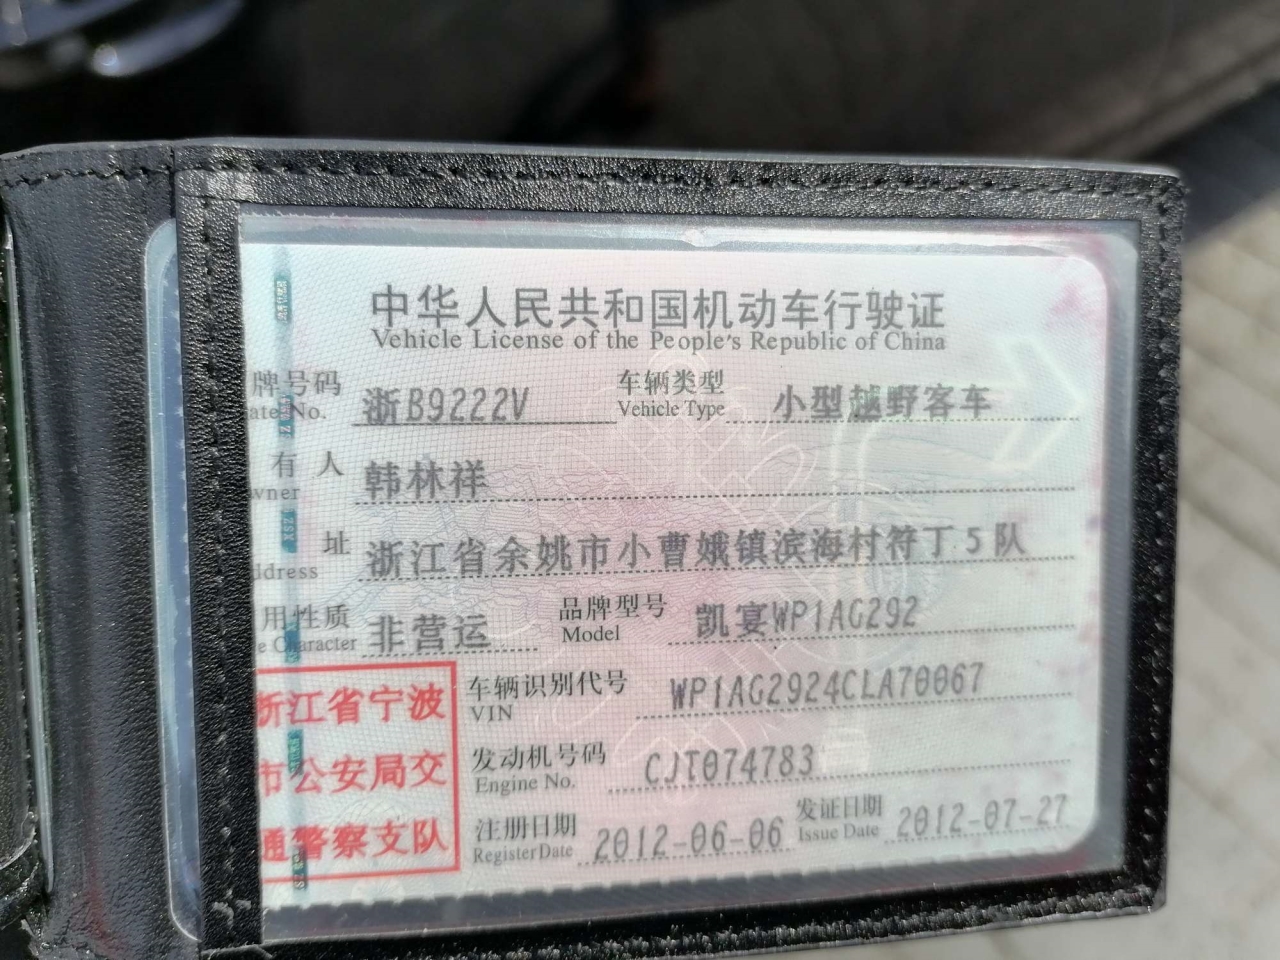 中华人民共和国机动车行驶证
Vehicle License of the People's Republic of China
牌号码 浙B9222V 车辆类型 小型越野客车
ate No. Vehicle Type
有人 韩林祥
wner
址 浙江省余姚市小曹娥镇滨海村符丁5队
ddress
用性质 非营运 品牌型号 凯宴WP1AG292
e Character Model
浙江省宁波
市公安局交
通警察支队
车辆识别代号 WP1AG2924CLA70067
VIN
发动机号码 CJT074783
Engine No.
注册日期 2012-06-06 发证日期 2012-07-27
Register Date Issue Date